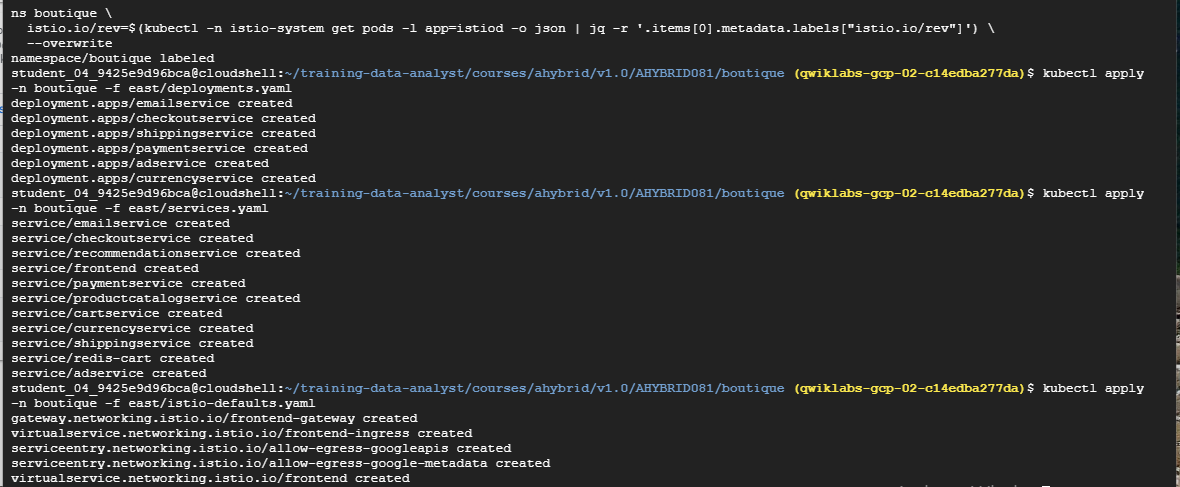 ns boutique \
  istio.io/rev=$(kubectl -n istio-system get pods -l app=istiod -o json | jq -r '.items[0].metadata.labels["istio.io/rev"]') \
  --overwrite
namespace/boutique labeled
student_04_9425e9d96bca@cloudshell:~/training-data-analyst/courses/ahybrid/v1.0/AHYBRID081/boutique (qwiklabs-gcp-02-c14edba277da)$ kubectl apply
-n boutique -f east/deployments.yaml
deployment.apps/emailservice created
deployment.apps/checkoutservice created
deployment.apps/shippingservice created
deployment.apps/paymentservice created
deployment.apps/adservice created
deployment.apps/currencyservice created
student_04_9425e9d96bca@cloudshell:~/training-data-analyst/courses/ahybrid/v1.0/AHYBRID081/boutique (qwiklabs-gcp-02-c14edba277da)$ kubectl apply
-n boutique -f east/services.yaml
service/emailservice created
service/checkoutservice created
service/recommendationservice created
service/frontend created
service/paymentservice created
service/productcatalogservice created
service/cartservice created
service/currencyservice created
service/shippingservice created
service/redis-cart created
service/adservice created
student_04_9425e9d96bca@cloudshell:~/training-data-analyst/courses/ahybrid/v1.0/AHYBRID081/boutique (qwiklabs-gcp-02-c14edba277da)$ kubectl apply
-n boutique -f east/istio-defaults.yaml
gateway.networking.istio.io/frontend-gateway created
virtualservice.networking.istio.io/frontend-ingress created
serviceentry.networking.istio.io/allow-egress-googleapis created
serviceentry.networking.istio.io/allow-egress-google-metadata created
virtualservice.networking.istio.io/frontend created